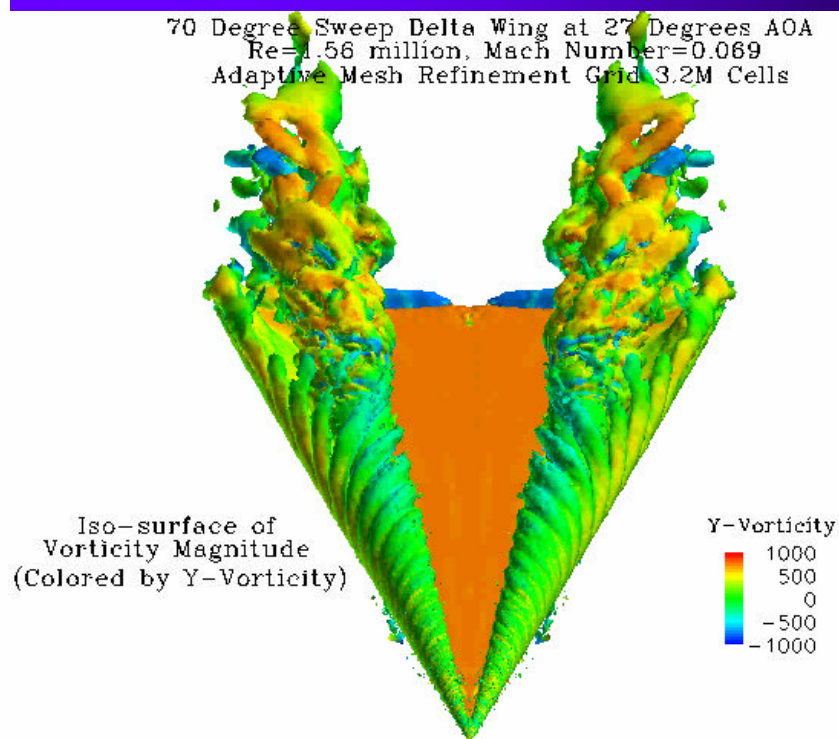 70 Degree Sweep Delta Wing at 27 Degrees AOA
Re=1.56 million, Mach Number=0.069
Adaptive Mesh Refinement Grid 3.2M Cells
Iso-surface of
Vorticity Magnitude
(Colored by Y-Vorticity)
Y-Vorticity
1000
500
0
-500
-1000